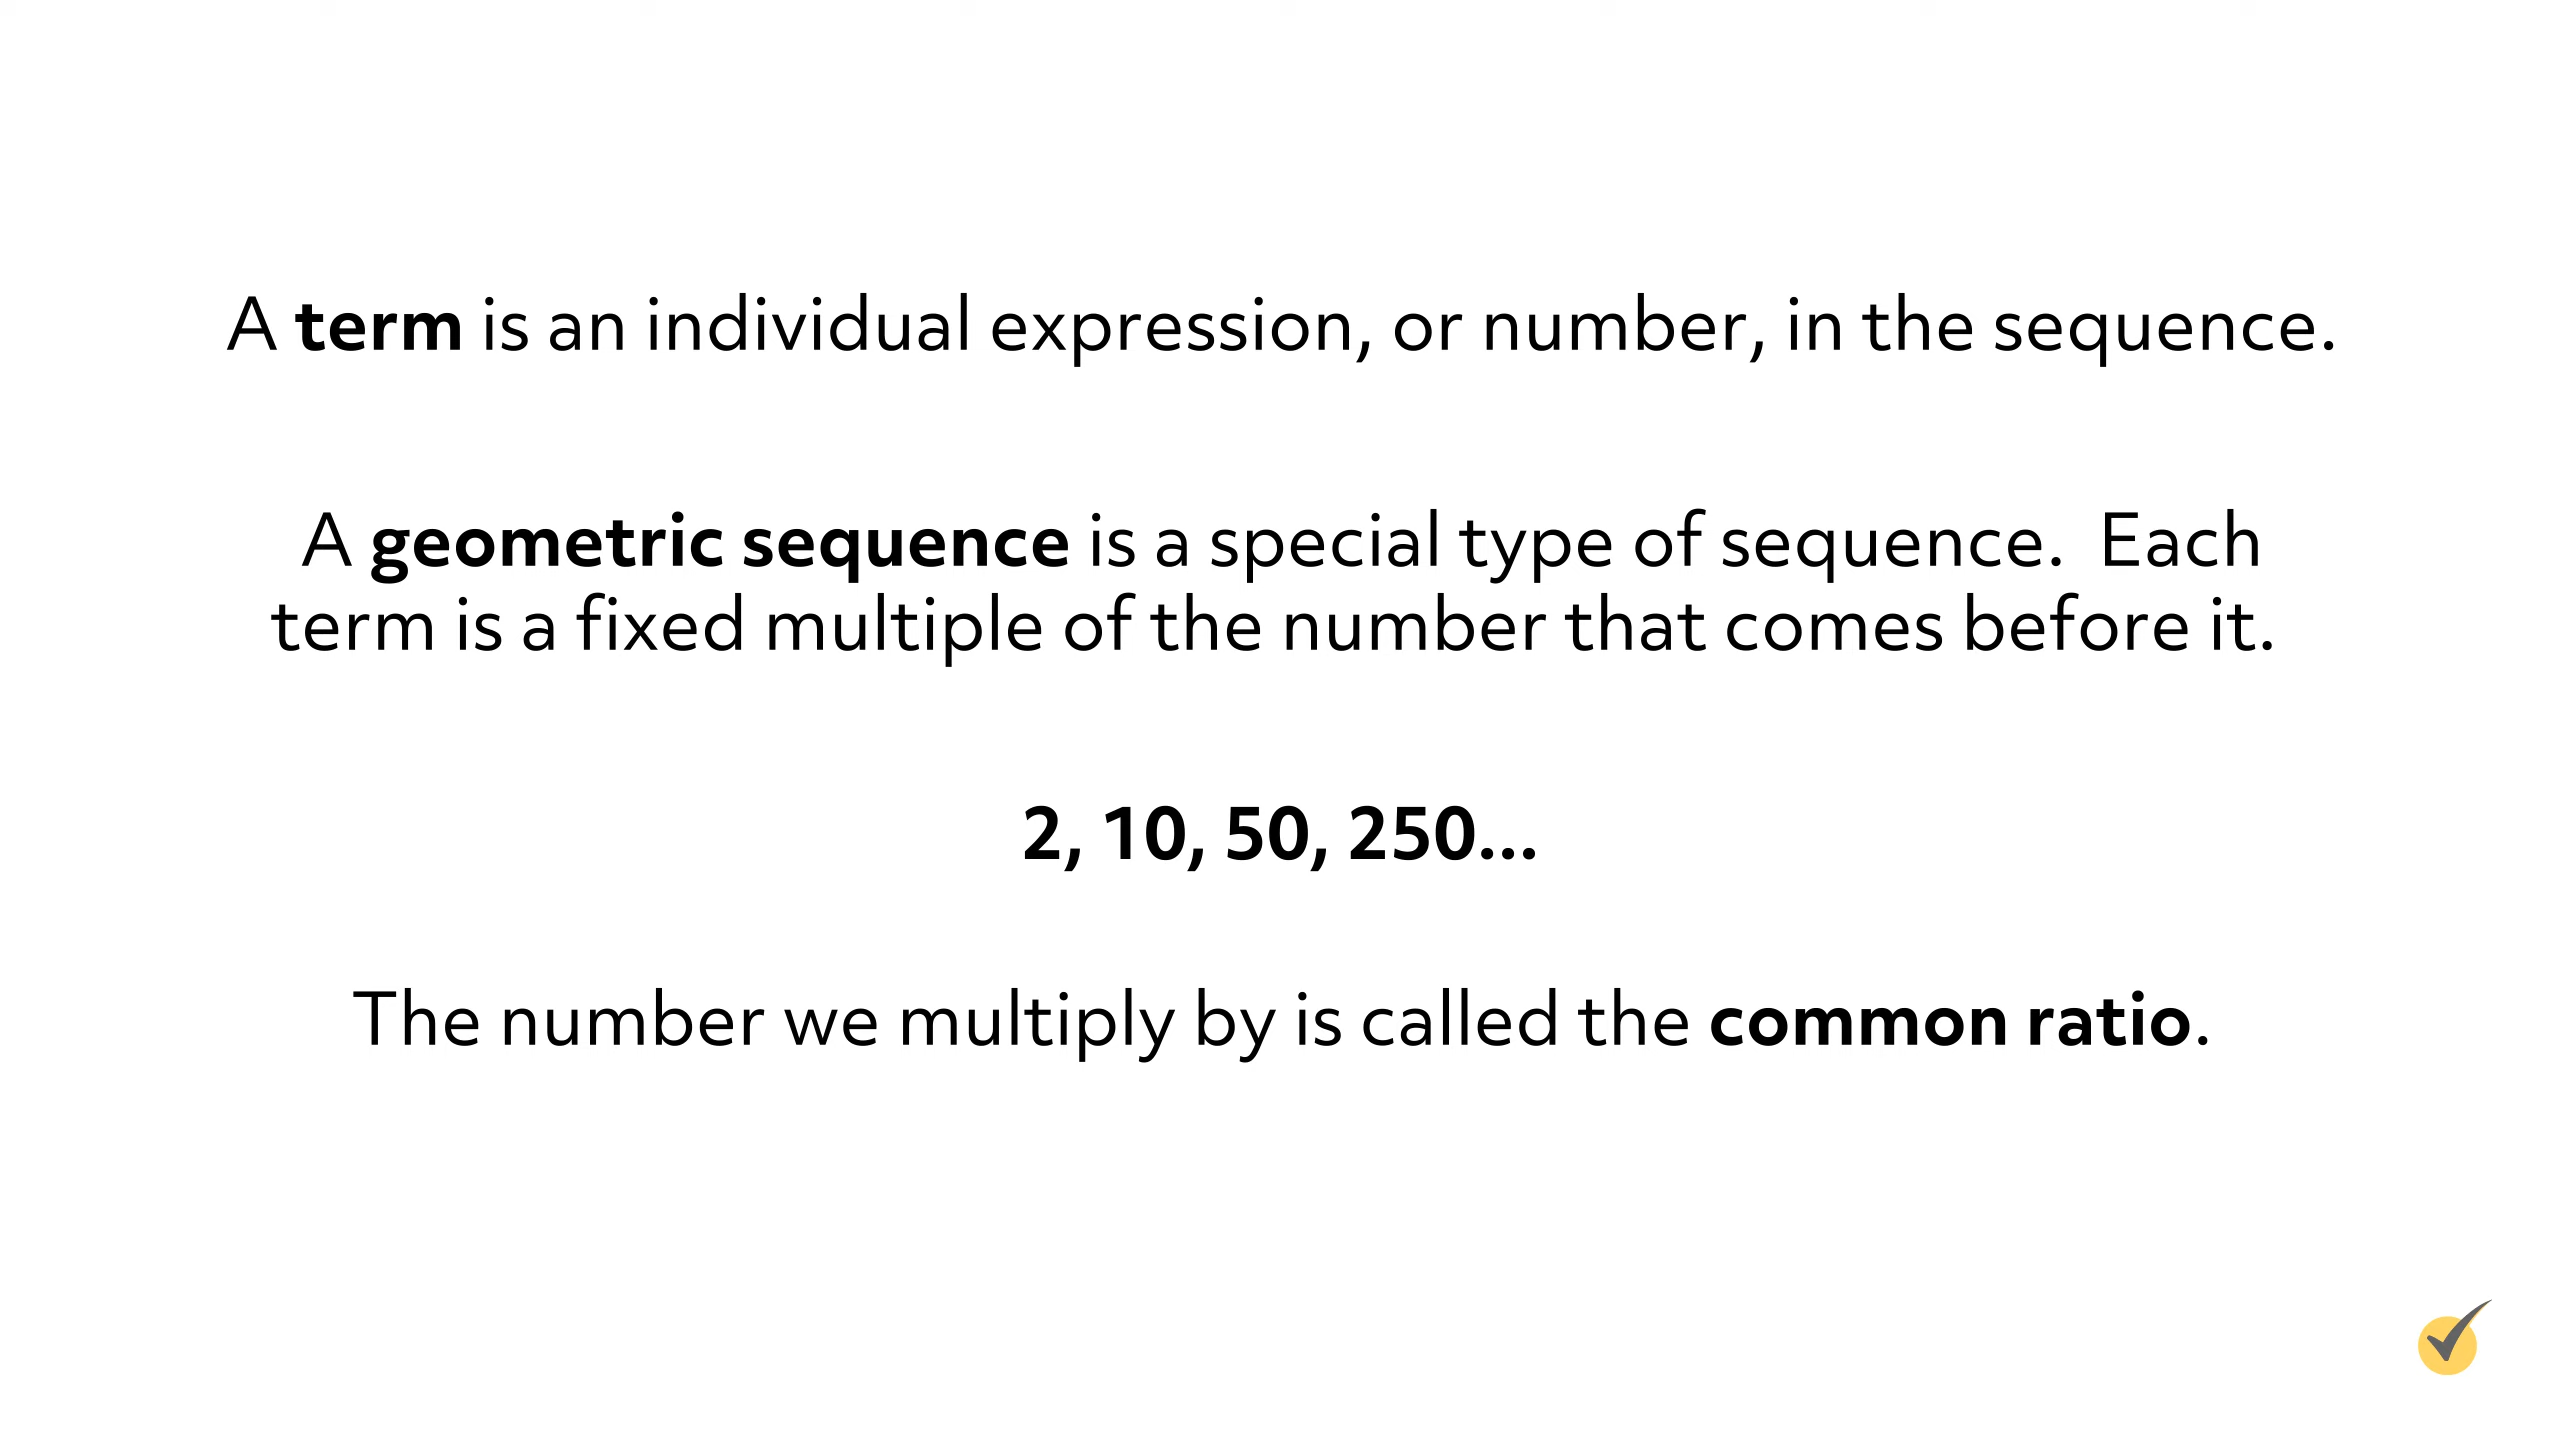 A term is an individual expression, or number, in the sequence.
A geometric sequence is a special type of sequence.  Each
term is a fixed multiple of the number that comes before it.
2, 10, 50, 250...
The number we multiply by is called the common ratio.